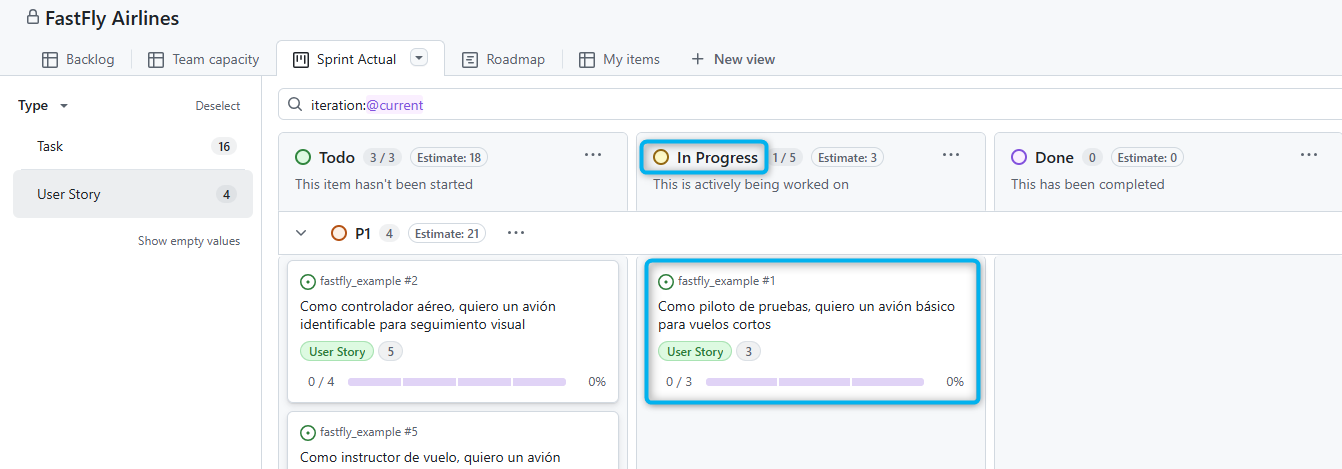 FastFly Airlines
Backlog
Team capacity
Sprint Actual
Roadmap
My items
New view
Type
Deselect
Task 16
User Story 4
Show empty values
iteration:@current
Todo 3 / 3 Estimate: 18
This item hasn't been started
In Progress 1 / 5 Estimate: 3
This is actively being worked on
Done 0 Estimate: 0
This has been completed
P1 4 Estimate: 21
fastfly_example #2
Como controlador aéreo, quiero un avión
identificable para seguimiento visual
User Story 5
0 / 4 0%
fastfly_example #5
Como instructor de vuelo, quiero un avión
fastfly_example #1
Como piloto de pruebas, quiero un avión básico
para vuelos cortos
User Story 3
0 / 3 0%